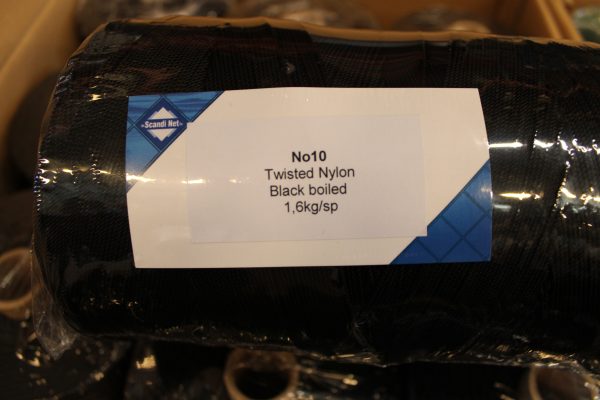 Scandi Net
No10
Twisted Nylon
Black boiled
1,6kg/sp